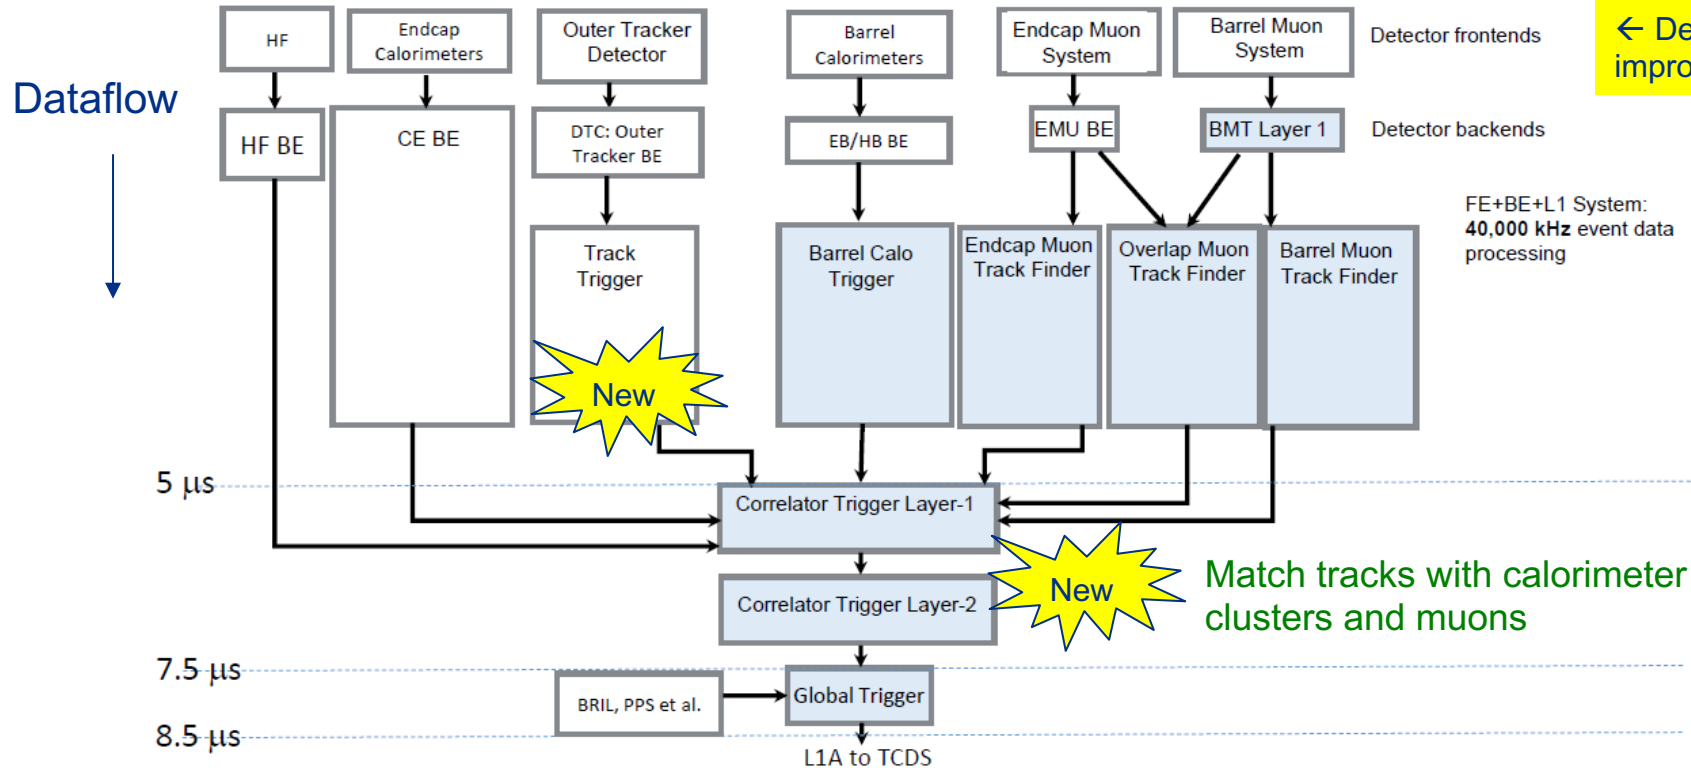 HF
Endcap
Calorimeters
Outer Tracker
Detector
Barrel
Calorimeters
Endcap Muon
System
Barrel Muon
System
Detector frontends
←
Dataflow
HF BE
CE BE
DTC: Outer
Tracker BE
EB/HB BE
EMU BE
BMT Layer 1
Detector backends
FE+BE+L1 System:
40,000 kHz event data
processing
Track
Trigger
Barrel Calo
Trigger
Endcap Muon
Track Finder
Overlap Muon
Track Finder
Barrel Muon
Track Finder
New
5 μs
Correlator Trigger Layer-1
New
Match tracks with calorimeter
clusters and muons
Correlator Trigger Layer-2
7.5 μs
BRIL, PPS et al.
Global Trigger
8.5 μs
L1A to TCDS